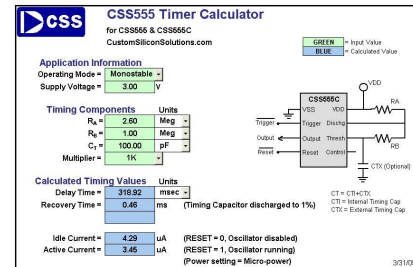 CSS
CSS555 Timer Calculator
for CSS555 & CSS555C
CustomSiliconSolutions.com
GREEN = Input Value
BLUE = Calculated Value
Application Information
Operating Mode = Monostable
Supply Voltage = 3.00 V
Timing Components Units
RA = 2.60 Meg
RB = 1.00 Meg
CT = 100.00 pF
Multiplier = 1K
VDD
CSS555C
VSS VDD
RA
Trigger Trigger Dischg
Output Output Thresh
RB
Reset Reset Control
CTX (Optional)
CT = CTI+CTX
CTI = Internal Timing Cap
CTX = External Timing Cap
Calculated Timing Values Units
Delay Time = 318.92 msec
Recovery Time = 0.46 ms (Timing Capacitor discharged to 1%)
Idle Current = 4.29 uA (RESET = 0, Oscillator disabled)
Active Current = 3.45 uA (RESET = 1, Oscillator running)
(Power setting = Micro-power)